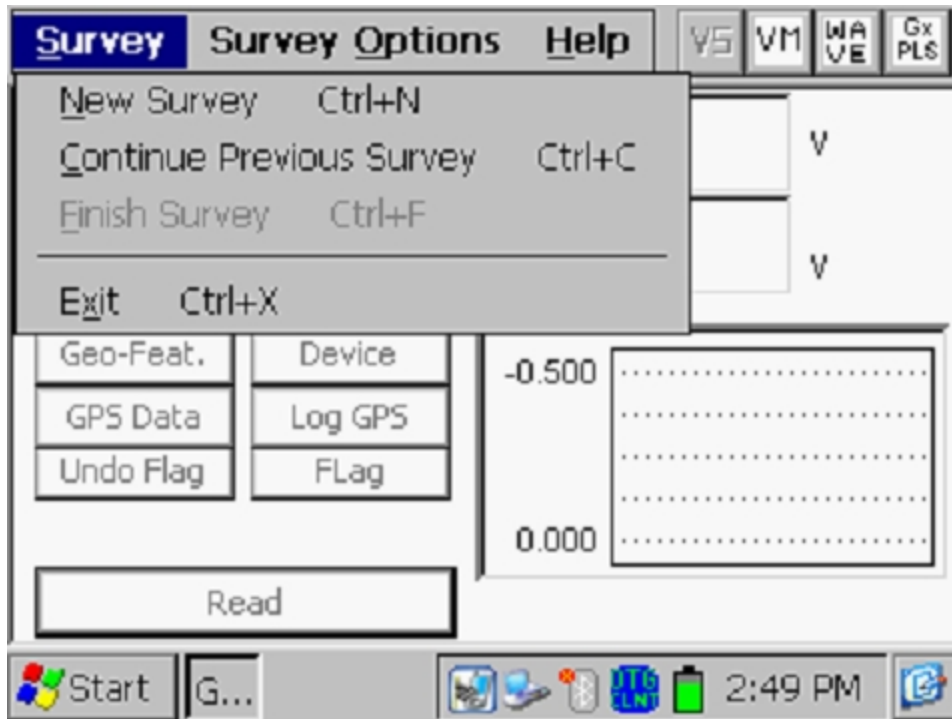 Survey Survey Options Help VS VM WA VE Gx PLS
New Survey Ctrl+N
Continue Previous Survey Ctrl+C
Finish Survey Ctrl+F
Exit Ctrl+X
V
V
Geo-Feat. Device
GPS Data Log GPS
Undo Flag FLag
Read
-0.500
0.000
Start G... DTG CLNT 2:49 PM